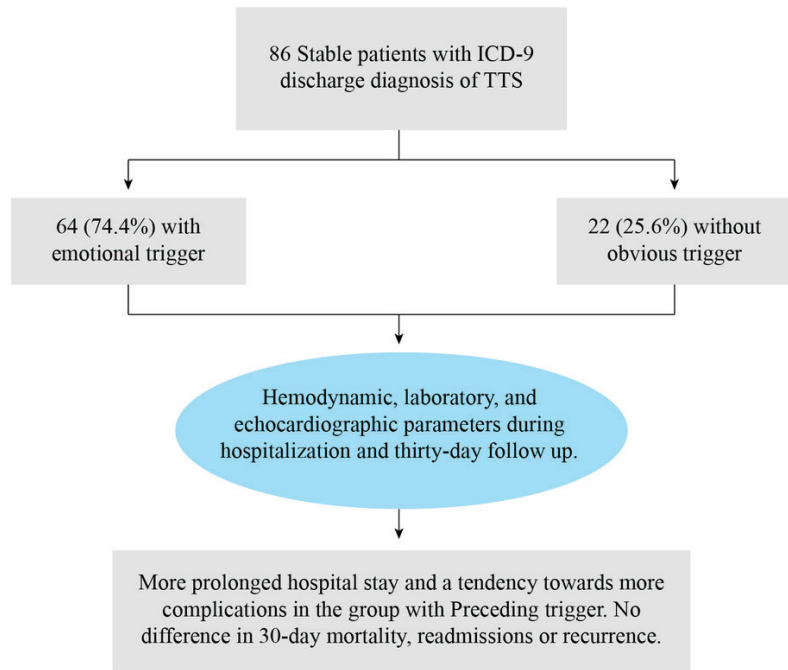 86 Stable patients with ICD-9
discharge diagnosis of TTS
64 (74.4%) with
emotional trigger
22 (25.6%) without
obvious trigger
Hemodynamic, laboratory, and
echocardiographic parameters during
hospitalization and thirty-day follow up.
More prolonged hospital stay and a tendency towards more
complications in the group with Preceding trigger. No
difference in 30-day mortality, readmissions or recurrence.